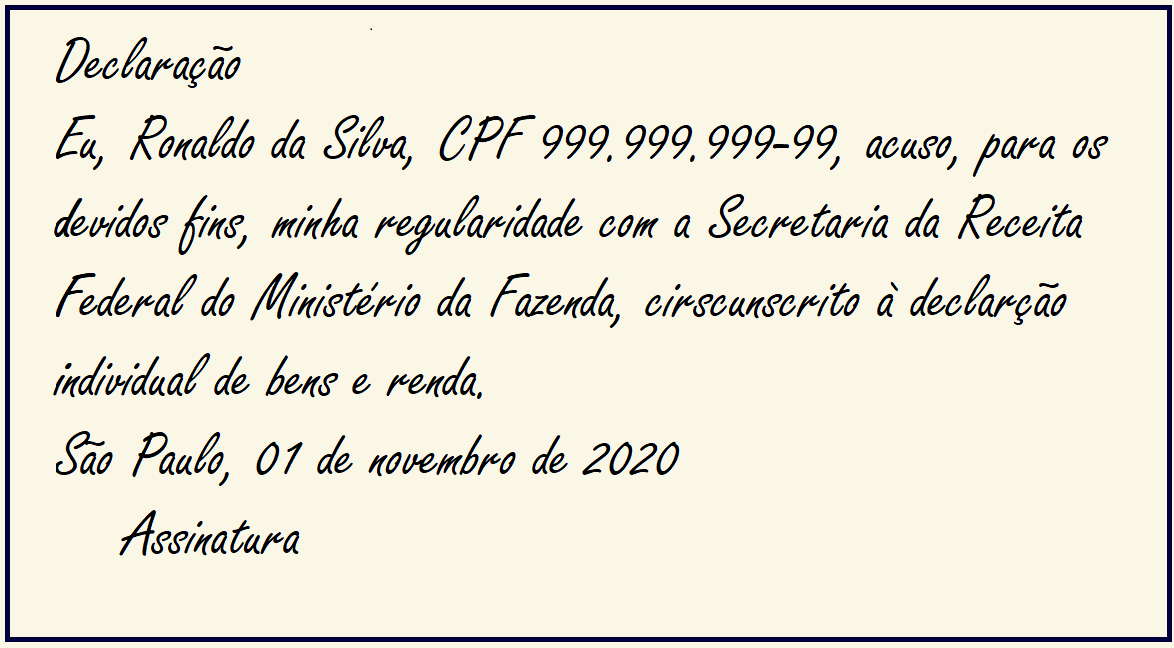 Declaração
Eu, Ronaldo da Silva, CPF 999.999.999-99, acuso, para os
devidos fins, minha regularidade com a Secretaria da Receita
Federal do Ministério da Fazenda, cirscunscrito à declarção
individual de bens e renda.
São Paulo, 01 de novembro de 2020
Assinatura